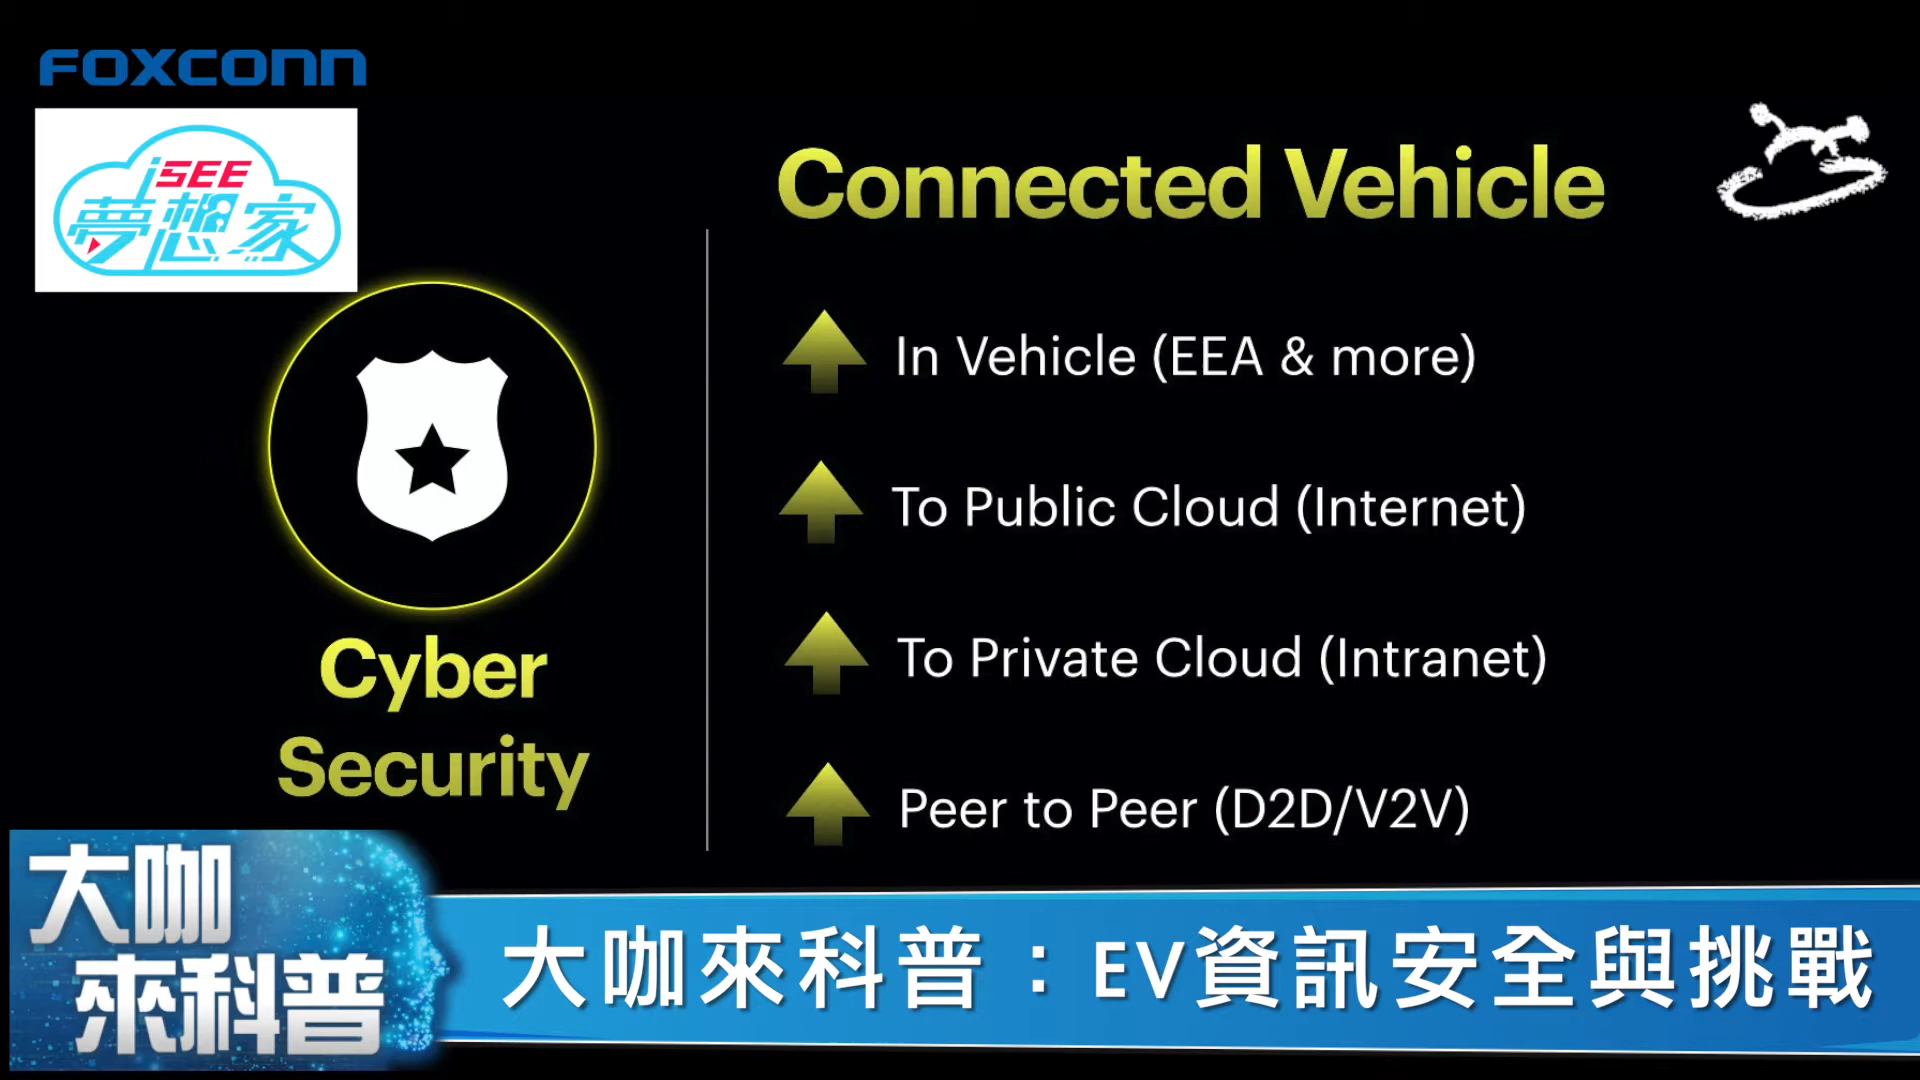 FOXCONN
iSEE
夢想家
Connected Vehicle
In Vehicle (EEA & more)
To Public Cloud (Internet)
To Private Cloud (Intranet)
Peer to Peer (D2D/V2V)
Cyber
Security
大咖
來科普
大咖來科普：EV資訊安全與挑戰